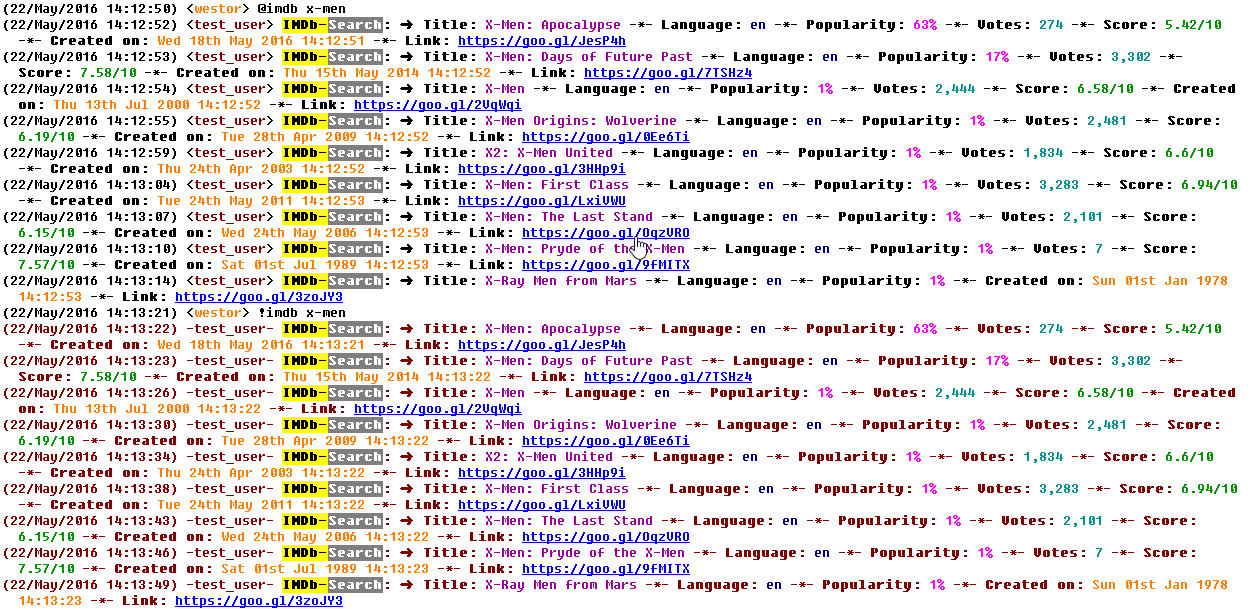 (22/May/2016 14:12:50) <westor> @imdb x-men
(22/May/2016 14:12:52) <test_user> IMDb-Search: → Title: X-Men: Apocalypse -*- Language: en -*- Popularity: 63% -*- Votes: 274 -*- Score: 5.42/10
-*- Created on: Wed 18th May 2016 14:12:51 -*- Link: https://goo.gl/JesP4h
(22/May/2016 14:12:53) <test_user> IMDb-Search: → Title: X-Men: Days of Future Past -*- Language: en -*- Popularity: 17% -*- Votes: 3,302 -*-
Score: 7.58/10 -*- Created on: Thu 15th May 2014 14:12:52 -*- Link: https://goo.gl/7TSHz4
(22/May/2016 14:12:54) <test_user> IMDb-Search: → Title: X-Men -*- Language: en -*- Popularity: 1% -*- Votes: 2,444 -*- Score: 6.58/10 -*- Created
on: Thu 13th Jul 2000 14:12:52 -*- Link: https://goo.gl/2VqWqi
(22/May/2016 14:12:55) <test_user> IMDb-Search: → Title: X-Men Origins: Wolverine -*- Language: en -*- Popularity: 1% -*- Votes: 2,481 -*- Score:
6.19/10 -*- Created on: Tue 28th Apr 2009 14:12:52 -*- Link: https://goo.gl/0Ee6Ti
(22/May/2016 14:12:59) <test_user> IMDb-Search: → Title: X2: X-Men United -*- Language: en -*- Popularity: 1% -*- Votes: 1,834 -*- Score: 6.6/10
-*- Created on: Thu 24th Apr 2003 14:12:52 -*- Link: https://goo.gl/3HHp9i
(22/May/2016 14:13:04) <test_user> IMDb-Search: → Title: X-Men: First Class -*- Language: en -*- Popularity: 1% -*- Votes: 3,283 -*- Score: 6.94/10
-*- Created on: Tue 24th May 2011 14:12:53 -*- Link: https://goo.gl/LxiVWU
(22/May/2016 14:13:07) <test_user> IMDb-Search: → Title: X-Men: The Last Stand -*- Language: en -*- Popularity: 1% -*- Votes: 2,101 -*- Score:
6.15/10 -*- Created on: Wed 24th May 2006 14:12:53 -*- Link: https://goo.gl/OqzVRO
(22/May/2016 14:13:10) <test_user> IMDb-Search: → Title: X-Men: Pryde of the X-Men -*- Language: en -*- Popularity: 1% -*- Votes: 7 -*- Score:
7.57/10 -*- Created on: Sat 01st Jul 1989 14:12:53 -*- Link: https://goo.gl/9fMITX
(22/May/2016 14:13:14) <test_user> IMDb-Search: → Title: X-Ray Men from Mars -*- Language: en -*- Popularity: 1% -*- Created on: Sun 01st Jan 1978
14:12:53 -*- Link: https://goo.gl/3zoJY3
(22/May/2016 14:13:21) <westor> !imdb x-men
(22/May/2016 14:13:22) -test_user- IMDb-Search: → Title: X-Men: Apocalypse -*- Language: en -*- Popularity: 63% -*- Votes: 274 -*- Score: 5.42/10
-*- Created on: Wed 18th May 2016 14:13:21 -*- Link: https://goo.gl/JesP4h
(22/May/2016 14:13:23) -test_user- IMDb-Search: → Title: X-Men: Days of Future Past -*- Language: en -*- Popularity: 17% -*- Votes: 3,302 -*-
Score: 7.58/10 -*- Created on: Thu 15th May 2014 14:13:22 -*- Link: https://goo.gl/7TSHz4
(22/May/2016 14:13:26) -test_user- IMDb-Search: → Title: X-Men -*- Language: en -*- Popularity: 1% -*- Votes: 2,444 -*- Score: 6.58/10 -*- Created
on: Thu 13th Jul 2000 14:13:22 -*- Link: https://goo.gl/2VqWqi
(22/May/2016 14:13:30) -test_user- IMDb-Search: → Title: X-Men Origins: Wolverine -*- Language: en -*- Popularity: 1% -*- Votes: 2,481 -*- Score:
6.19/10 -*- Created on: Tue 28th Apr 2009 14:13:22 -*- Link: https://goo.gl/0Ee6Ti
(22/May/2016 14:13:34) -test_user- IMDb-Search: → Title: X2: X-Men United -*- Language: en -*- Popularity: 1% -*- Votes: 1,834 -*- Score: 6.6/10
-*- Created on: Thu 24th Apr 2003 14:13:22 -*- Link: https://goo.gl/3HHp9i
(22/May/2016 14:13:38) -test_user- IMDb-Search: → Title: X-Men: First Class -*- Language: en -*- Popularity: 1% -*- Votes: 3,283 -*- Score: 6.94/10
-*- Created on: Tue 24th May 2011 14:13:22 -*- Link: https://goo.gl/LxiVWU
(22/May/2016 14:13:43) -test_user- IMDb-Search: → Title: X-Men: The Last Stand -*- Language: en -*- Popularity: 1% -*- Votes: 2,101 -*- Score:
6.15/10 -*- Created on: Wed 24th May 2006 14:13:22 -*- Link: https://goo.gl/OqzVRO
(22/May/2016 14:13:46) -test_user- IMDb-Search: → Title: X-Men: Pryde of the X-Men -*- Language: en -*- Popularity: 1% -*- Votes: 7 -*- Score:
7.57/10 -*- Created on: Sat 01st Jul 1989 14:13:23 -*- Link: https://goo.gl/9fMITX
(22/May/2016 14:13:49) -test_user- IMDb-Search: → Title: X-Ray Men from Mars -*- Language: en -*- Popularity: 1% -*- Created on: Sun 01st Jan 1978
14:13:23 -*- Link: https://goo.gl/3zoJY3